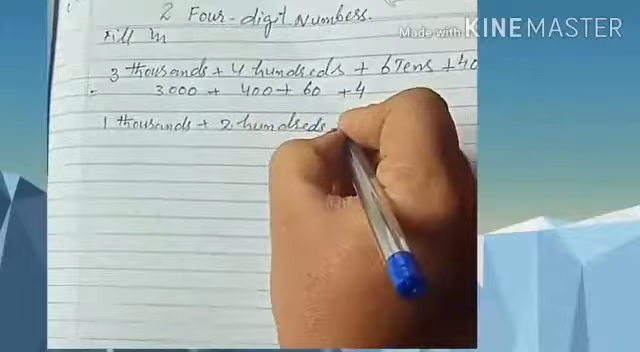 2 Four-digit Numbers.
Fill in
Made with KINEMASTER
3 thousands + 4 hundreds + 6 Tens + 40
3000 + 400 + 60 + 4
1 thousands + 2 hundreds